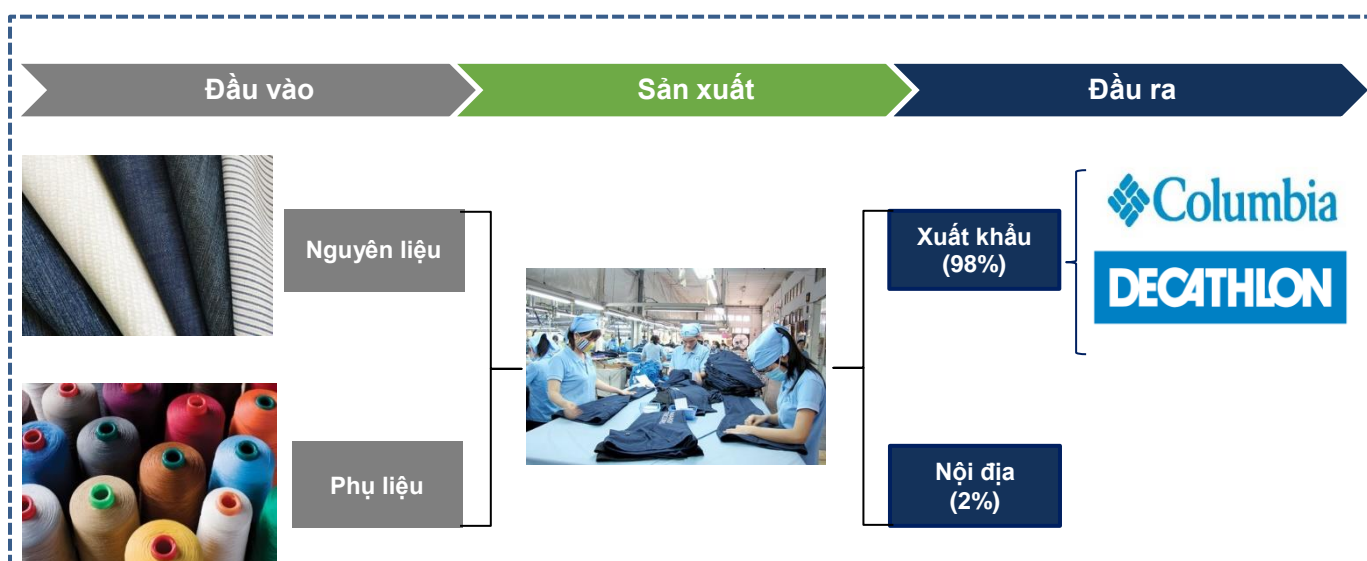 Đầu vào
Sản xuất
Đầu ra
Nguyên liệu
Phụ liệu
Xuất khẩu
(98%)
Columbia
DECATHLON
Nội địa
(2%)